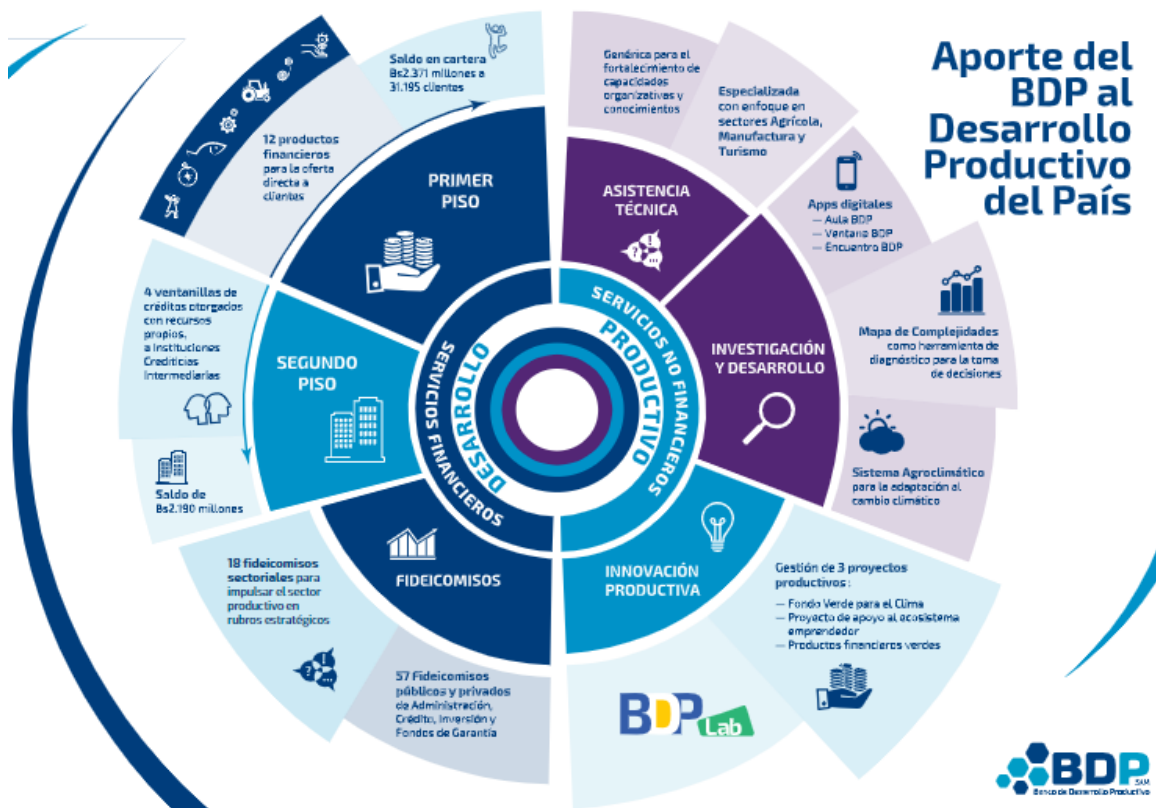 Aporte del
BDP al
Desarrollo
Productivo
del País
Saldo en cartera
Bs2.371 millones a
31.195 clientes
12 productos
financieros
para la oferta
directa a
clientes
PRIMER
PISO
4 ventanillas de
créditos otorgados
con recursos
propios,
a Instituciones
Crediticias
Intermediarias
SEGUNDO
PISO
Saldo de
Bs2.190 millones
18 fideicomisos
sectoriales para
impulsar el sector
productivo en
rubros estratégicos
FIDEICOMISOS
57 Fideicomisos
públicos y privados
de Administración,
Crédito, Inversión y
Fondos de Garantía
SERVICIOS FINANCIEROS
DESARROLLO
PRODUCTIVO
SERVICIOS NO FINANCIEROS
Genérica para el
fortalecimiento de
capacidades
organizativas y
conocimientos
Especializada
con enfoque en
sectores Agrícola,
Manufactura y
Turismo
ASISTENCIA
TÉCNICA
Apps digitales
— Aula BDP
— Ventana BDP
— Encuentro BDP
Mapa de Complejidades
como herramienta de
diagnóstico para la toma
de decisiones
INVESTIGACIÓN
Y DESARROLLO
Sistema Agroclimático
para la adaptación al
cambio climático
INNOVACIÓN
PRODUCTIVA
Gestión de 3 proyectos
productivos:
— Fondo Verde para el Clima
— Proyecto de apoyo al ecosistema
emprendedor
— Productos financieros verdes
BDP Lab
BDP
SAM
Banco de Desarrollo Productivo